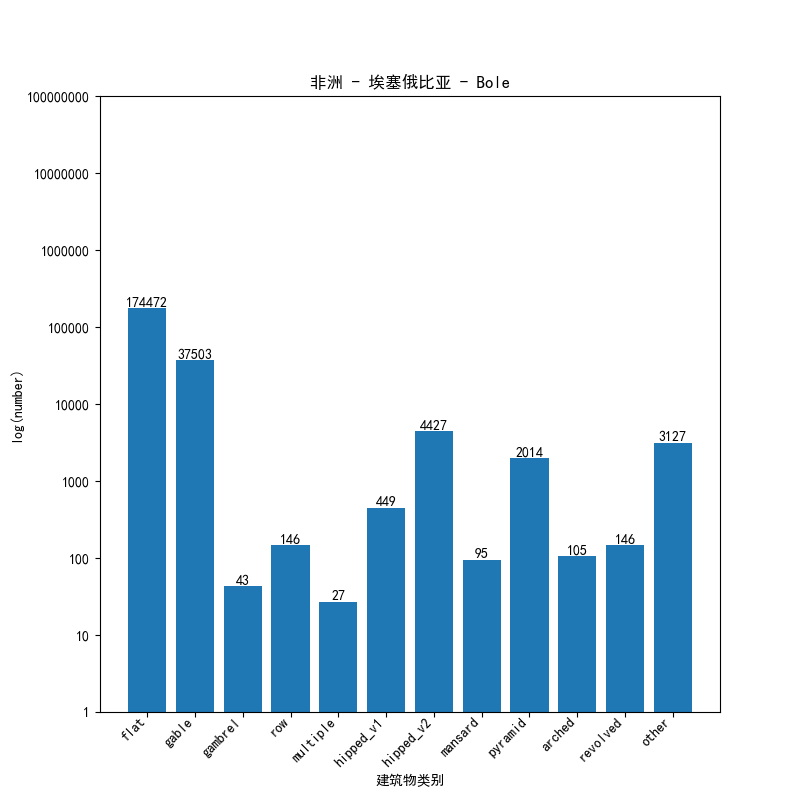 非洲 - 埃塞俄比亚 - Bole
100000000
10000000
1000000
100000
10000
1000
100
10
1
log(number)
174472
37503
43
146
27
449
4427
95
2014
105
146
3127
flat
gable
gambrel
row
multiple
hipped_v1
hipped_v2
mansard
pyramid
arched
revolved
other
建筑物类别